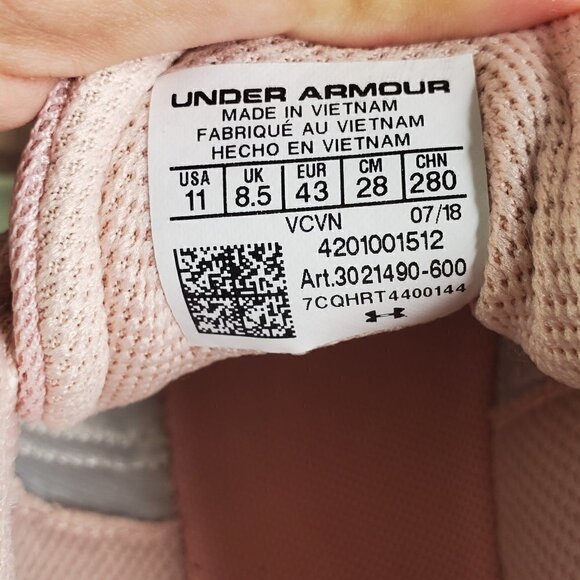 UNDER ARMOUR
MADE IN VIETNAM
FABRIQUÉ AU VIETNAM
HECHO EN VIETNAM
USA UK EUR CM CHN
11 8.5 43 28 280
VCVN 07/18
4201001512
Art.3021490-600
7CQHRT4400144